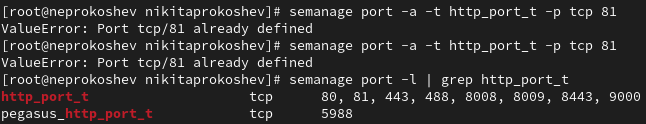 [root@neprokoshev nikitaprokoshev]# semanage port -a -t http_port_t -p tcp 81
ValueError: Port tcp/81 already defined
[root@neprokoshev nikitaprokoshev]# semanage port -a -t http_port_t -p tcp 81
ValueError: Port tcp/81 already defined
[root@neprokoshev nikitaprokoshev]# semanage port -l | grep http_port_t
http_port_t                    tcp      80, 81, 443, 488, 8008, 8009, 8443, 9000
pegasus_http_port_t            tcp      5988